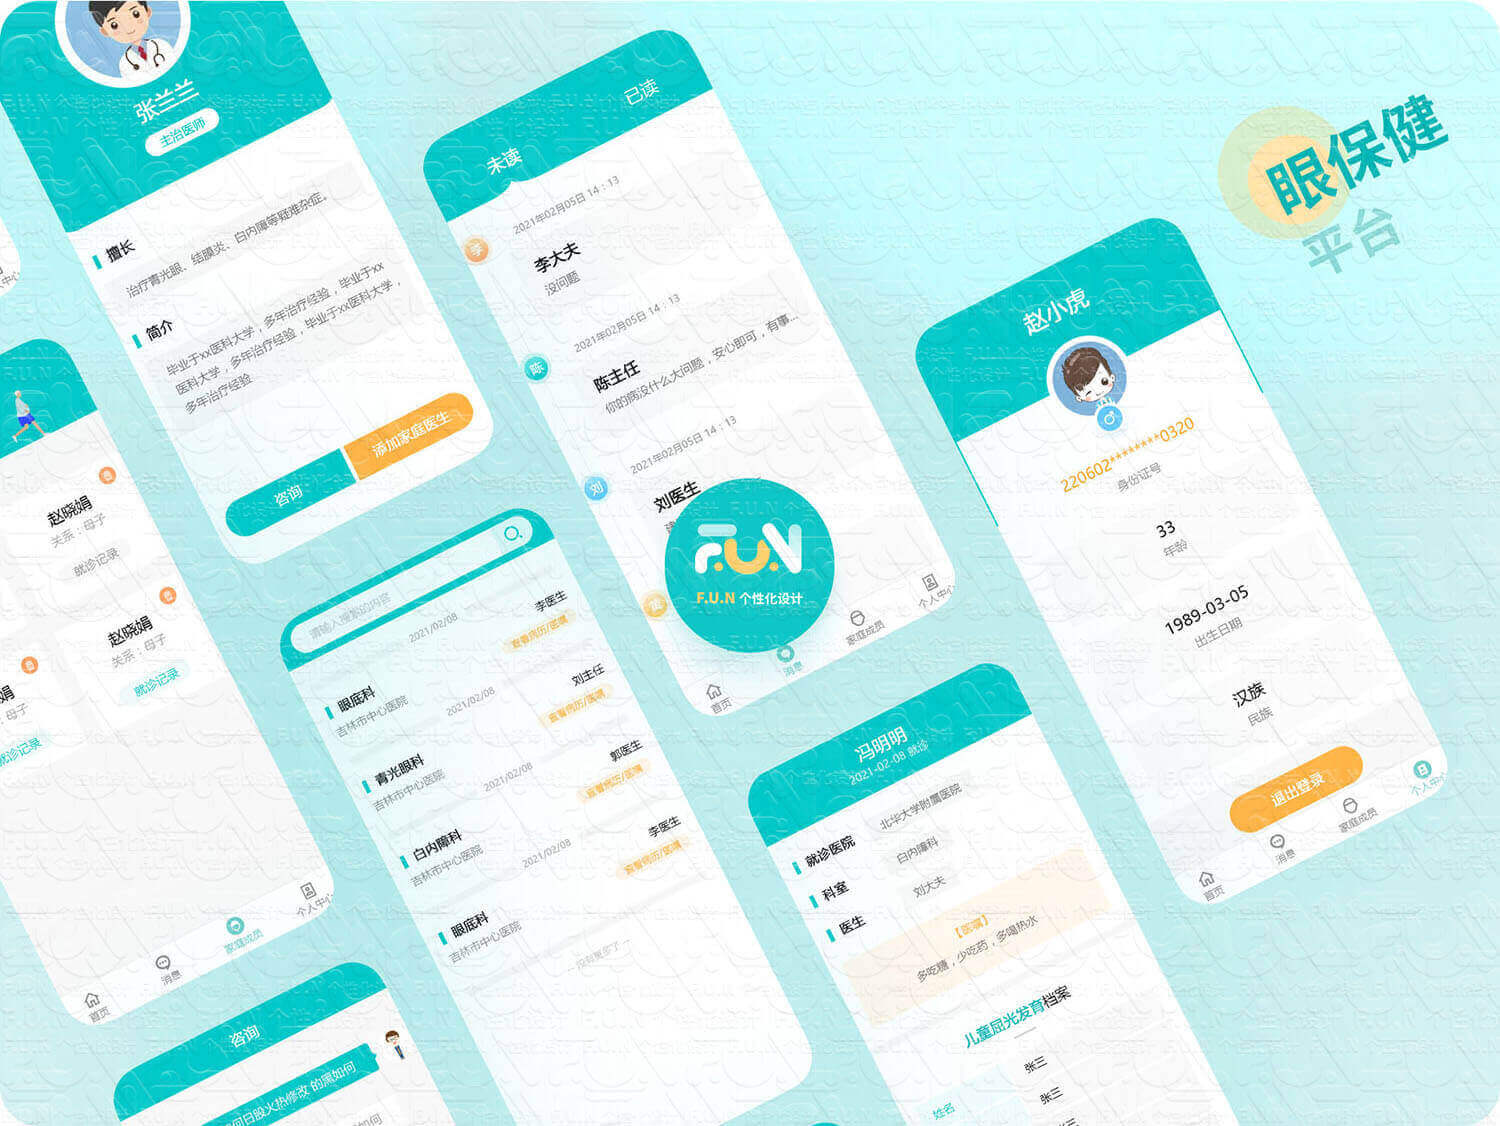 眼保健
平台
张兰兰
主治医师
擅长
治疗青光眼、结膜炎、白内障等疑难杂症。
简介
毕业于xx医科大学，多年治疗经验，毕业于xx
医科大学，多年治疗经验，毕业于xx医科大学，
多年治疗经验
咨询
添加家庭医生
未读
已读
2021年02月05日 14：13
李
李大夫
没问题
2021年02月05日 14：13
陈
陈主任
你的病没什么大问题，安心即可，有事...
2021年02月05日 14：13
刘
刘医生
首页
消息
家庭成员
个人中心
F.U.N
F.U.N 个性化设计
赵小虎
220602********0320
身份证号
33
年龄
1989-03-05
出生日期
汉族
民族
退出登录
首页
消息
家庭成员
个人中心
赵晓娟
关系：母子
就诊记录
赵晓娟
关系：母子
就诊记录
娟
母子
就诊记录
首页
消息
家庭成员
个人中心
请输入搜索的内容
眼底科
吉林市中心医院
2021/02/08
李医生
查看病历/医嘱
青光眼科
吉林市中心医院
2021/02/08
刘主任
查看病历/医嘱
白内障科
吉林市中心医院
2021/02/08
郭医生
查看病历/医嘱
眼底科
吉林市中心医院
2021/02/08
李医生
查看病历/医嘱
-- 没有更多了 --
冯明明
2021-02-08 就诊
就诊医院
北华大学附属医院
科室
白内障科
医生
刘大夫
【医嘱】
多吃糖，少吃药，多喝热水
儿童屈光发育档案
姓名
张三
张三
咨询
日股火热修改 的黑如何
如何